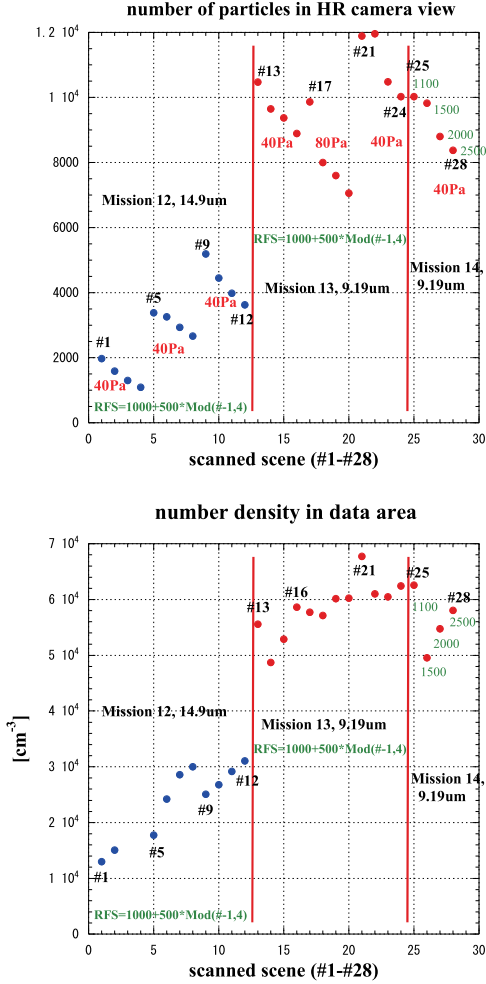 number of particles in HR camera view
1.2 10⁴
#21
#25
#13
1100
#17
1 10⁴
#24
1500
40Pa
80Pa
40Pa
2000
2500
8000
#28
40Pa
Mission 12, 14.9um
6000
#9
RFS=1000+500*Mod(#-1,4)
Mission 14,
9.19um
Mission 13, 9.19um
4000
#5
40Pa
#12
#1
40Pa
2000
40Pa
RFS=1000+500*Mod(#-1,4)
0
0 5 10 15 20 25 30
scanned scene (#1-#28)
number density in data area
7 10⁴
#21
#25
#16
#28
6 10⁴
#13
1100
2500
2000
5 10⁴
1500
Mission 12, 14.9um
4 10⁴
Mission 13, 9.19um
[cm⁻³]
RFS=1000+500*Mod(#-1,4)
3 10⁴
#12
Mission 14,
9.19um
#9
2 10⁴
#5
#1
1 10⁴
RFS=1000+500*Mod(#-1,4)
0
0 5 10 15 20 25 30
scanned scene (#1-#28)